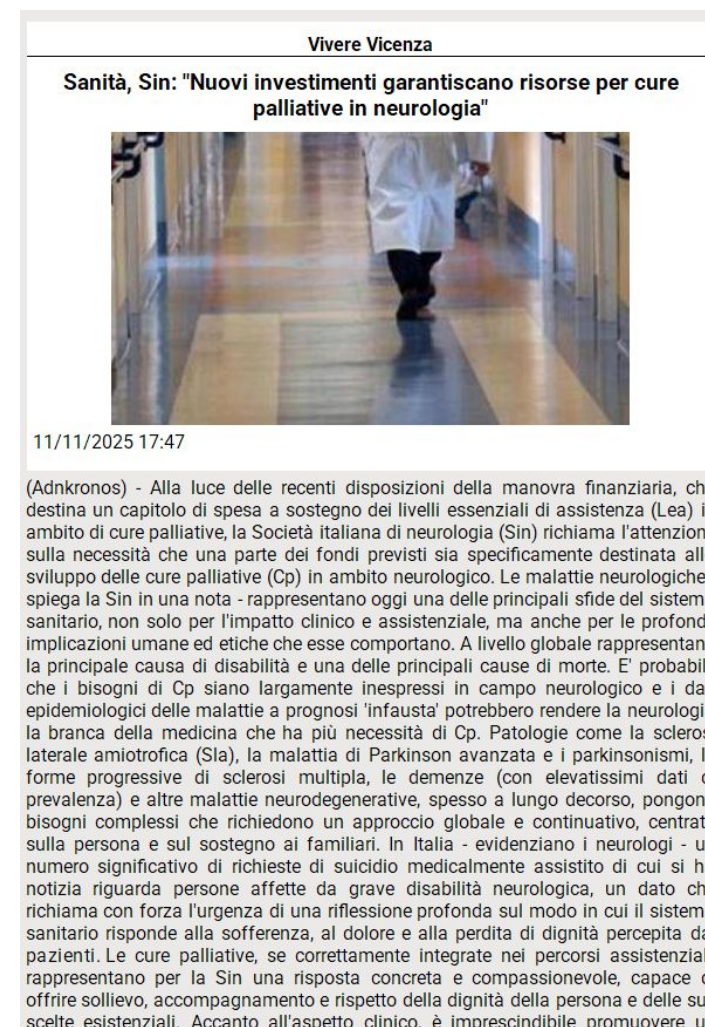 Vivere Vicenza
Sanità, Sin: "Nuovi investimenti garantiscano risorse per cure
palliative in neurologia"
11/11/2025 17:47
(Adnkronos) - Alla luce delle recenti disposizioni della manovra finanziaria, ch
destina un capitolo di spesa a sostegno dei livelli essenziali di assistenza (Lea) i
ambito di cure palliative, la Società italiana di neurologia (Sin) richiama l'attenzion
sulla necessità che una parte dei fondi previsti sia specificamente destinata all
sviluppo delle cure palliative (Cp) in ambito neurologico. Le malattie neurologiche
spiega la Sin in una nota - rappresentano oggi una delle principali sfide del sistem
sanitario, non solo per l'impatto clinico e assistenziale, ma anche per le profond
implicazioni umane ed etiche che esse comportano. A livello globale rappresentan
la principale causa di disabilità e una delle principali cause di morte. E' probabil
che i bisogni di Cp siano largamente inespressi in campo neurologico e i da
epidemiologici delle malattie a prognosi 'infausta' potrebbero rendere la neurologi
la branca della medicina che ha più necessità di Cp. Patologie come la scleros
laterale amiotrofica (Sla), la malattia di Parkinson avanzata e i parkinsonismi, l
forme progressive di sclerosi multipla, le demenze (con elevatissimi dati d
prevalenza) e altre malattie neurodegenerative, spesso a lungo decorso, pongon
bisogni complessi che richiedono un approccio globale e continuativo, centrat
sulla persona e sul sostegno ai familiari. In Italia - evidenziano i neurologi - u
numero significativo di richieste di suicidio medicalmente assistito di cui si h
notizia riguarda persone affette da grave disabilità neurologica, un dato ch
richiama con forza l'urgenza di una riflessione profonda sul modo in cui il sistem
sanitario risponde alla sofferenza, al dolore e alla perdita di dignità percepita da
pazienti. Le cure palliative, se correttamente integrate nei percorsi assistenzial
rappresentano per la Sin una risposta concreta e compassionevole, capace d
offrire sollievo, accompagnamento e rispetto della dignità della persona e delle su
scelte esistenziali. Accanto all'aspetto clinico, è imprescindibile promuovere u